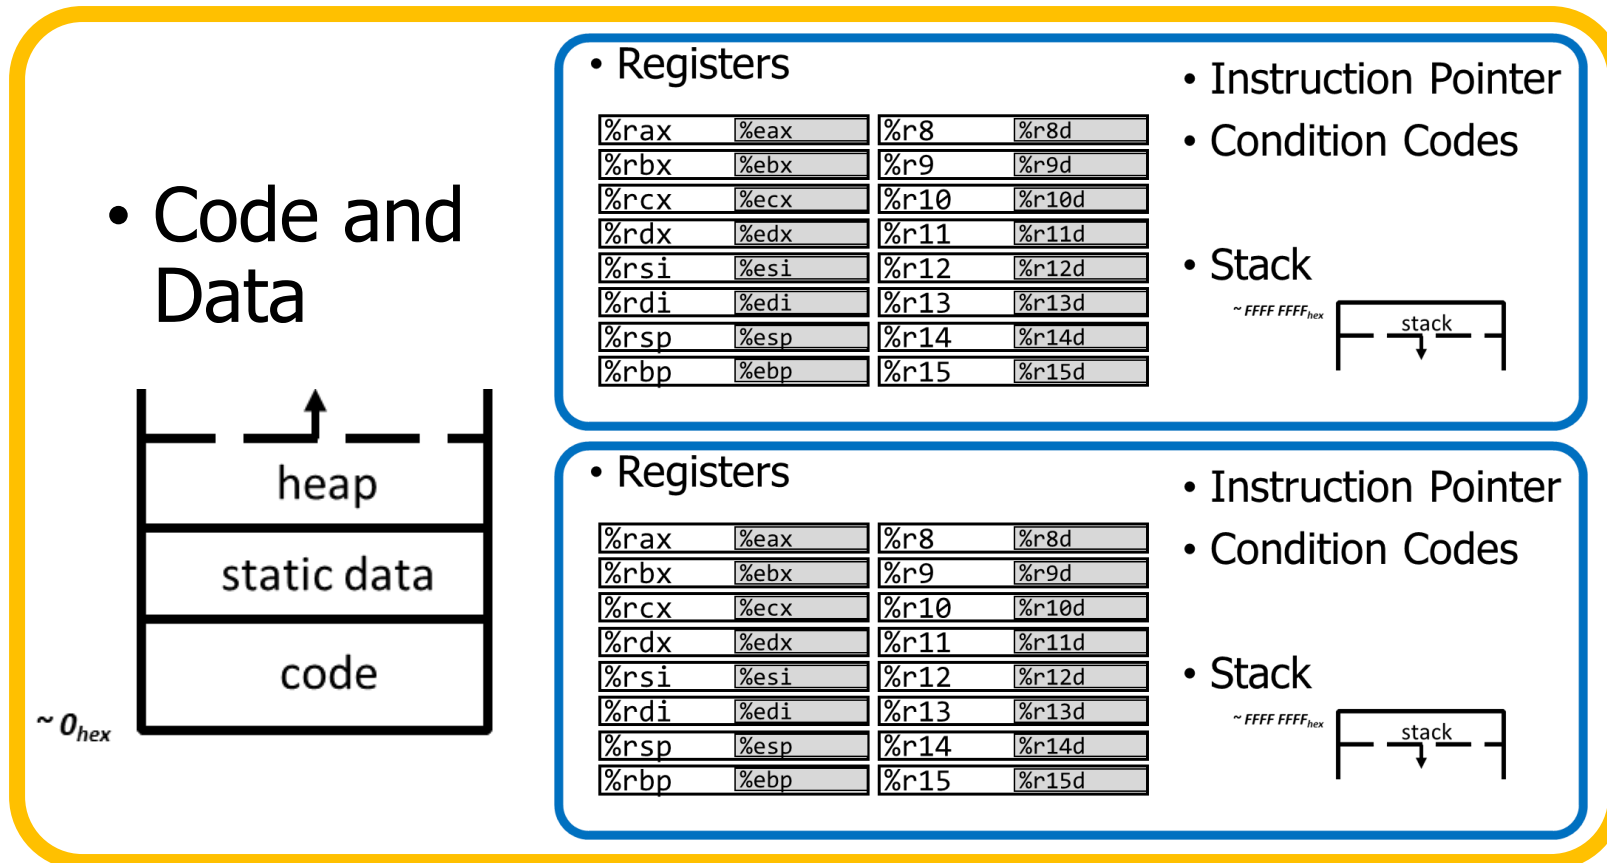 • Code and
Data
heap
static data
code
~ 0hex
• Registers
%rax %eax %r8 %r8d
%rbx %ebx %r9 %r9d
%rcx %ecx %r10 %r10d
%rdx %edx %r11 %r11d
%rsi %esi %r12 %r12d
%rdi %edi %r13 %r13d
%rsp %esp %r14 %r14d
%rbp %ebp %r15 %r15d
• Instruction Pointer
• Condition Codes
• Stack
~ FFFF FFFFhex
stack
• Registers
%rax %eax %r8 %r8d
%rbx %ebx %r9 %r9d
%rcx %ecx %r10 %r10d
%rdx %edx %r11 %r11d
%rsi %esi %r12 %r12d
%rdi %edi %r13 %r13d
%rsp %esp %r14 %r14d
%rbp %ebp %r15 %r15d
• Instruction Pointer
• Condition Codes
• Stack
~ FFFF FFFFhex
stack